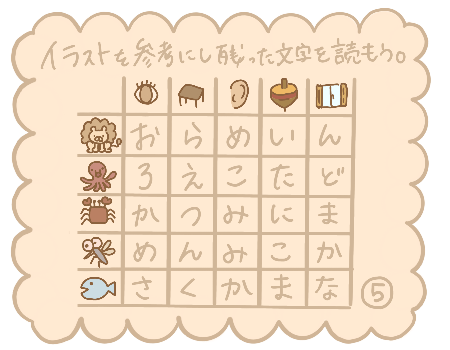 イラストを参考にし残った文字を読もう。
おらめいん
ろえこたど
かつみにま
めんみこか
さくかまな
⑤